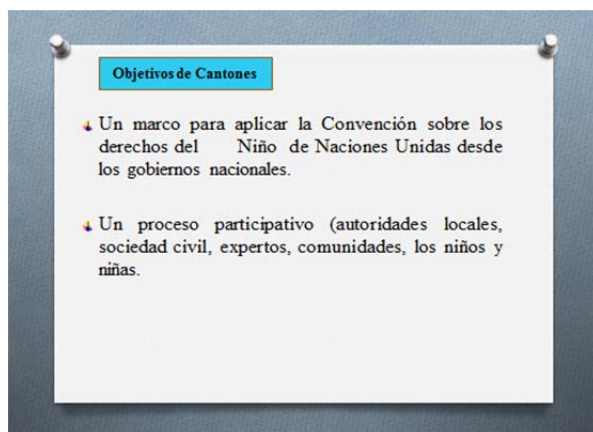 Objetivos de Cantones
Un marco para aplicar la Convención sobre los
derechos del Niño de Naciones Unidas desde
los gobiernos nacionales.
Un proceso participativo (autoridades locales,
sociedad civil, expertos, comunidades, los niños y
niñas.